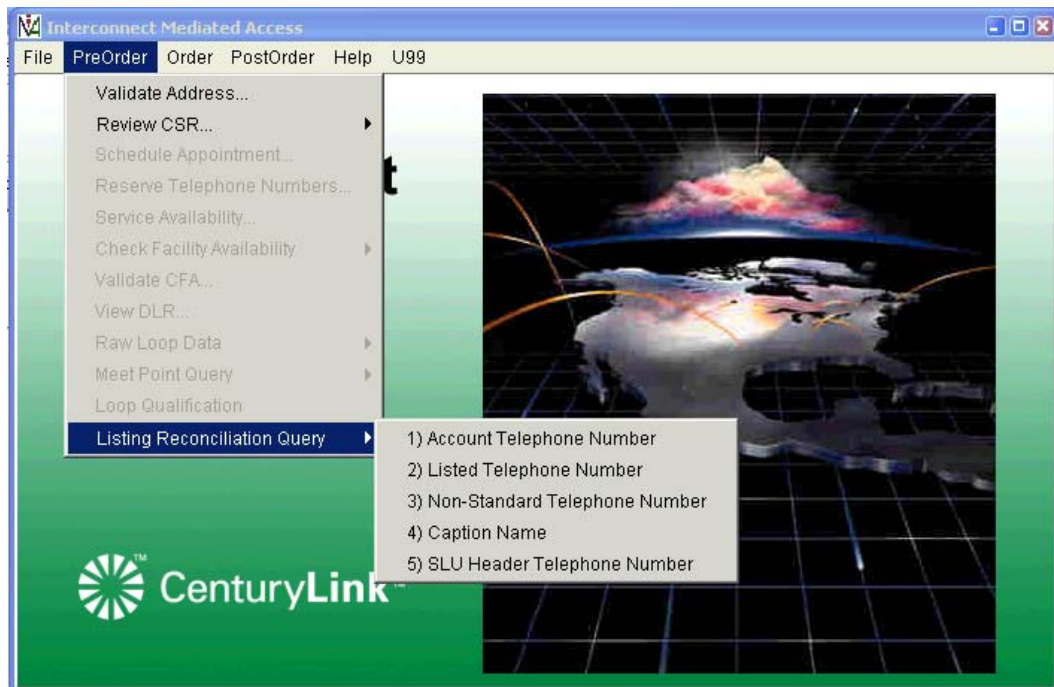 Interconnect Mediated Access
File PreOrder Order PostOrder Help U99
Validate Address...
Review CSR...
Schedule Appointment...
Reserve Telephone Numbers...
Service Availability...
Check Facility Availability
Validate CFA...
View DLR...
Raw Loop Data
Meet Point Query
Loop Qualification
Listing Reconciliation Query
1) Account Telephone Number
2) Listed Telephone Number
3) Non-Standard Telephone Number
4) Caption Name
5) SLU Header Telephone Number
t
CenturyLink™